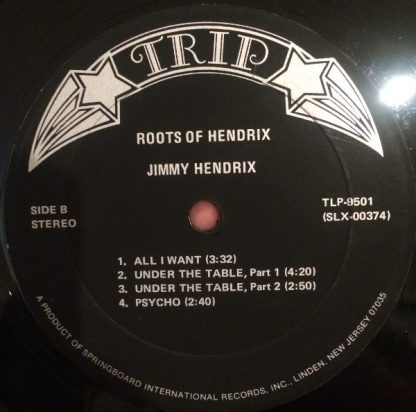 TRIP
ROOTS OF HENDRIX
JIMMY HENDRIX
SIDE B
STEREO
TLP-9501
(SLX-00374)
1. ALL I WANT (3:32)
2. UNDER THE TABLE, Part 1 (4:20)
3. UNDER THE TABLE, Part 2 (2:50)
4. PSYCHO (2:40)
A PRODUCT OF SPRINGBOARD INTERNATIONAL RECORDS, INC., LINDEN, NEW JERSEY 07035